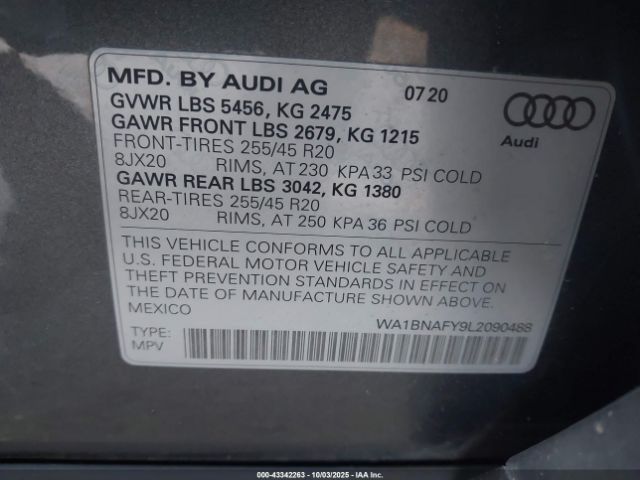 MFD. BY AUDI AG 07 20
GVWR LBS 5456, KG 2475
GAWR FRONT LBS 2679, KG 1215
FRONT-TIRES 255/45 R20
8JX20 RIMS, AT 230 KPA 33 PSI COLD
GAWR REAR LBS 3042, KG 1380
REAR-TIRES 255/45 R20
8JX20 RIMS, AT 250 KPA 36 PSI COLD
Audi
THIS VEHICLE CONFORMS TO ALL APPLICABLE
U.S. FEDERAL MOTOR VEHICLE SAFETY AND
THEFT PREVENTION STANDARDS IN EFFECT ON
THE DATE OF MANUFACTURE SHOWN ABOVE.
MEXICO
WA1BNAFY9L2090488
TYPE:
MPV
000-43342263 - 10/03/2025 - IAA, Inc.